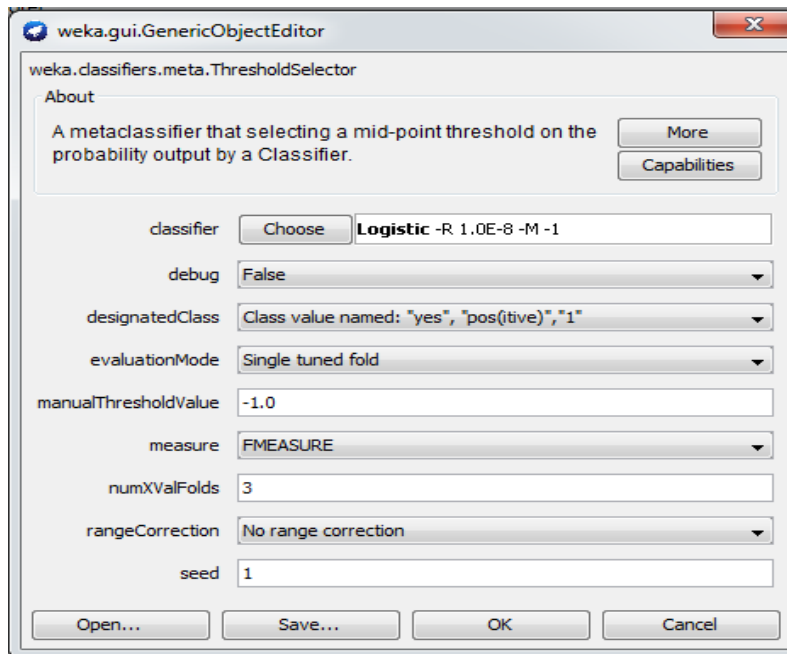 weka.gui.GenericObjectEditor
weka.classifiers.meta.ThresholdSelector
About
A metaclassifier that selecting a mid-point threshold on the
probability output by a Classifier.
More
Capabilities
classifier Choose Logistic -R 1.0E-8 -M -1
debug False
designatedClass Class value named: "yes", "pos(itive)","1"
evaluationMode Single tuned fold
manualThresholdValue -1.0
measure FMEASURE
numXValFolds 3
rangeCorrection No range correction
seed 1
Open... Save... OK Cancel